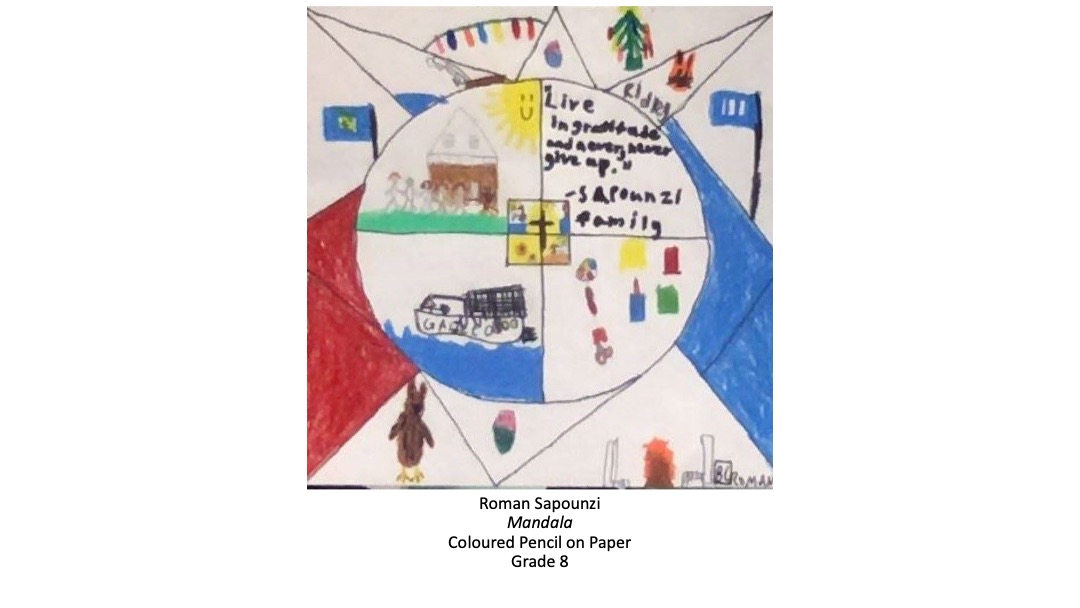 "Live
in gratitude
and never, never
give up."
-Sapounzi
family
Ridley
ROMAN
Roman Sapounzi
Mandala
Coloured Pencil on Paper
Grade 8